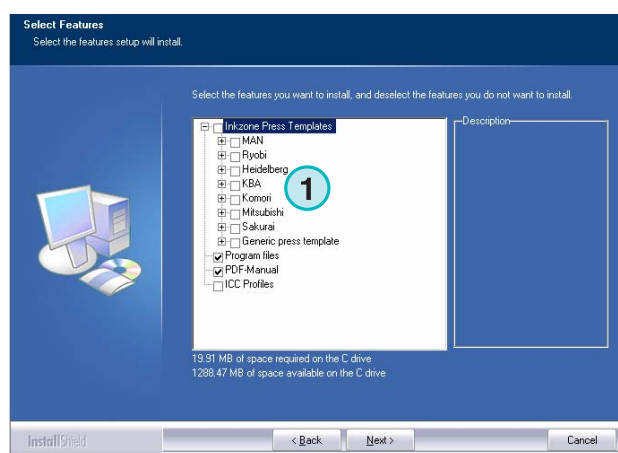 Select Features
Select the features setup will install.
Select the features you want to install, and deselect the features you do not want to install.
Inkzone Press Templates
MAN
Ryobi
Heidelberg
KBA
Komori
Mitsubishi
Sakurai
Generic press template
Program files
PDF-Manual
ICC Profiles
1
Description
19.91 MB of space required on the C drive
1288.47 MB of space available on the C drive
InstallShield
< Back
Next >
Cancel